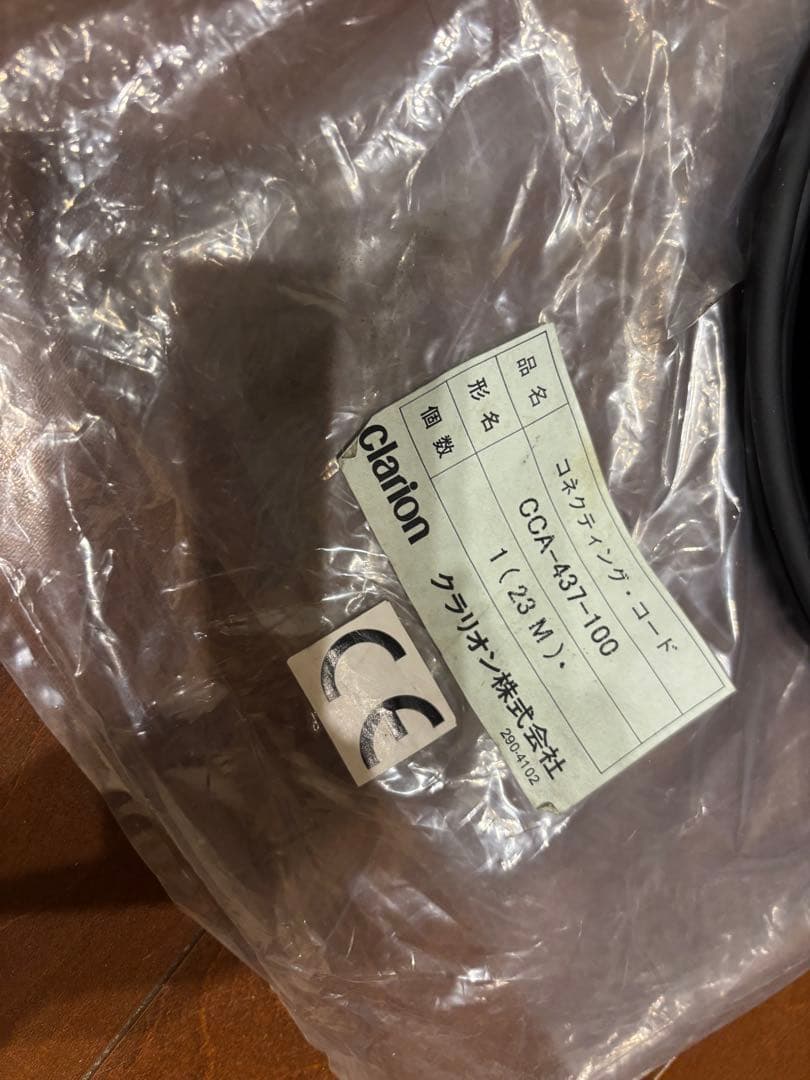 品名 コネクティング・コード
形名 CCA-437-100
個数 1(23M).
clarion クラリオン株式会社
290-4102
CE